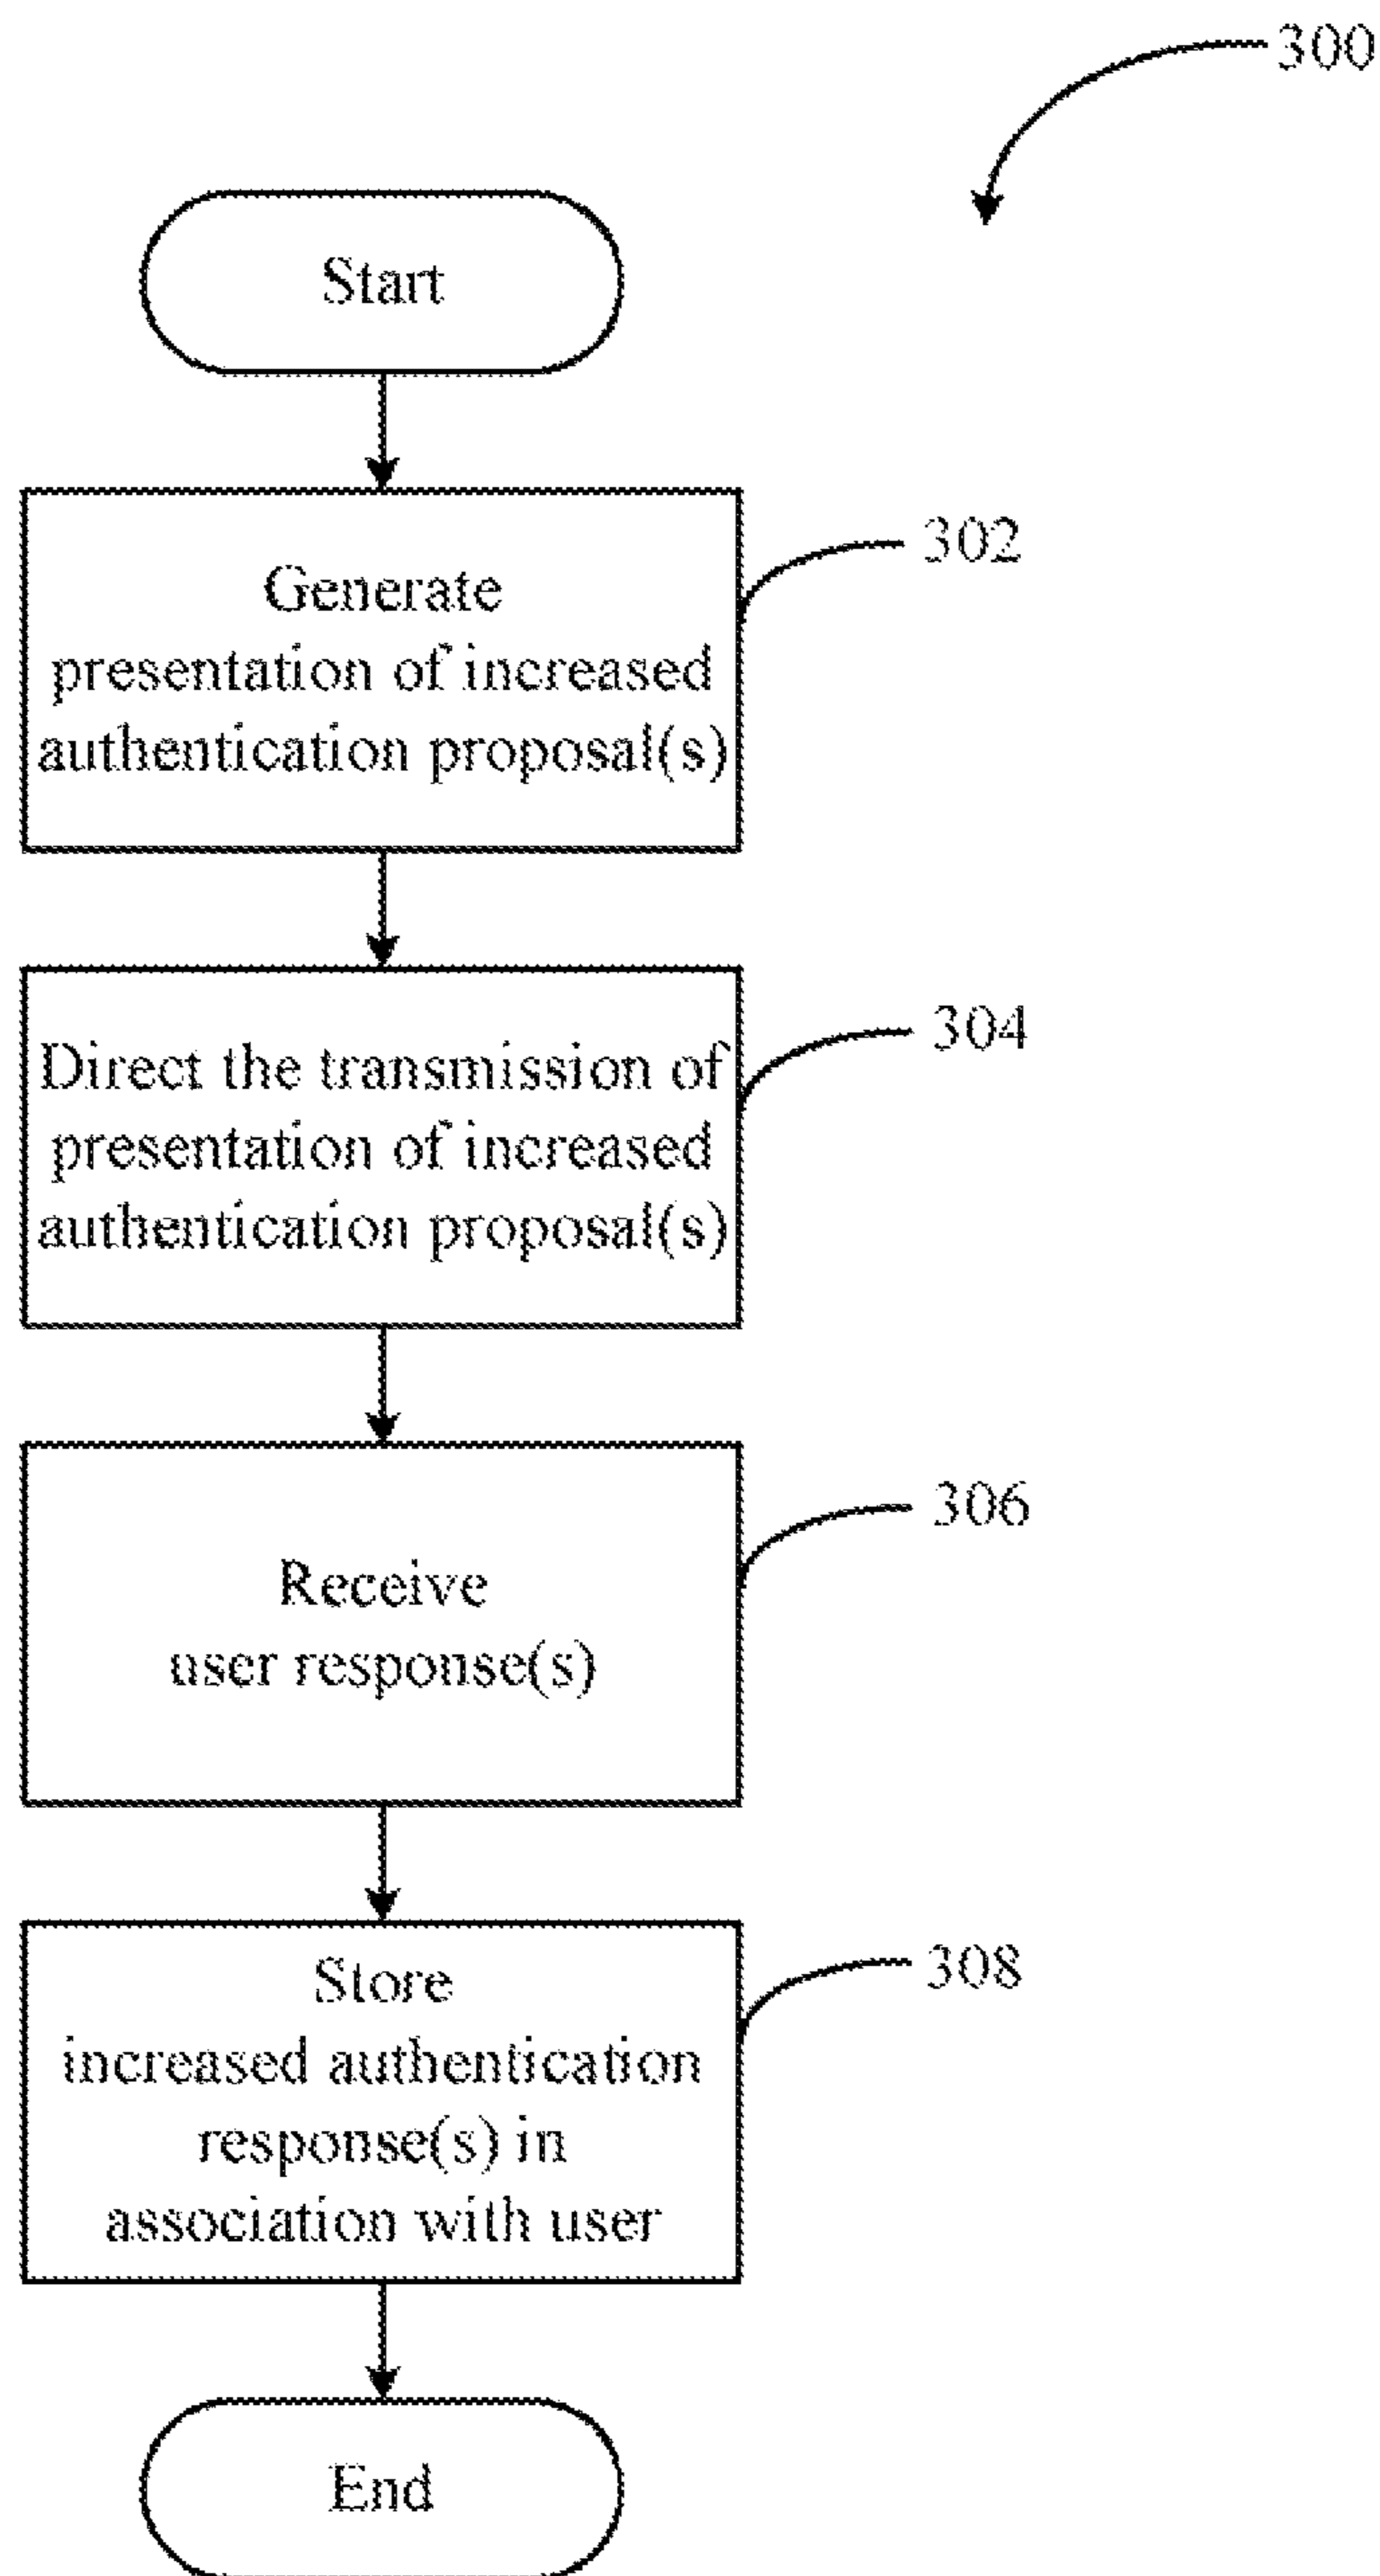 300
Start
302
Generate
presentation of increased
authentication proposal(s)
304
Direct the transmission of
presentation of increased
authentication proposal(s)
306
Receive
user response(s)
308
Store
increased authentication
response(s) in
association with user
End